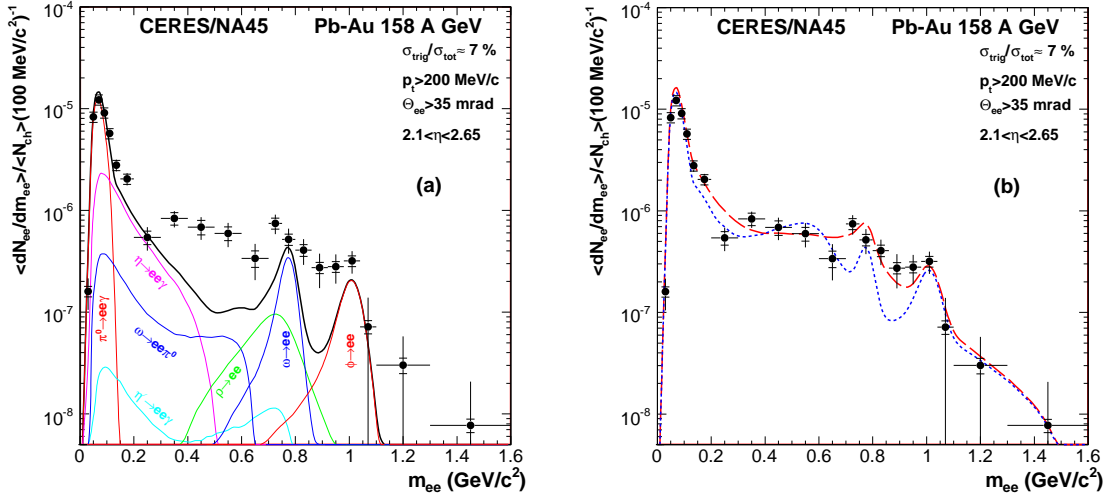 CERES/NA45 Pb-Au 158 A GeV
σtrig/σtot≈ 7 %
pt>200 MeV/c
Θee>35 mrad
2.1<η<2.65
(a)
<dNee/dmee>/<Nch>(100 MeV/c²)⁻¹
10⁻⁴
10⁻⁵
10⁻⁶
10⁻⁷
10⁻⁸
π⁰→eeγ
η→eeγ
ω→eeπ⁰
η′→eeγ
ρ→ee
ω→ee
φ→ee
0 0.2 0.4 0.6 0.8 1 1.2 1.4 1.6
mee (GeV/c²)
CERES/NA45 Pb-Au 158 A GeV
σtrig/σtot≈ 7 %
pt>200 MeV/c
Θee>35 mrad
2.1<η<2.65
(b)
<dNee/dmee>/<Nch>(100 MeV/c²)⁻¹
10⁻⁴
10⁻⁵
10⁻⁶
10⁻⁷
10⁻⁸
0 0.2 0.4 0.6 0.8 1 1.2 1.4 1.6
mee (GeV/c²)